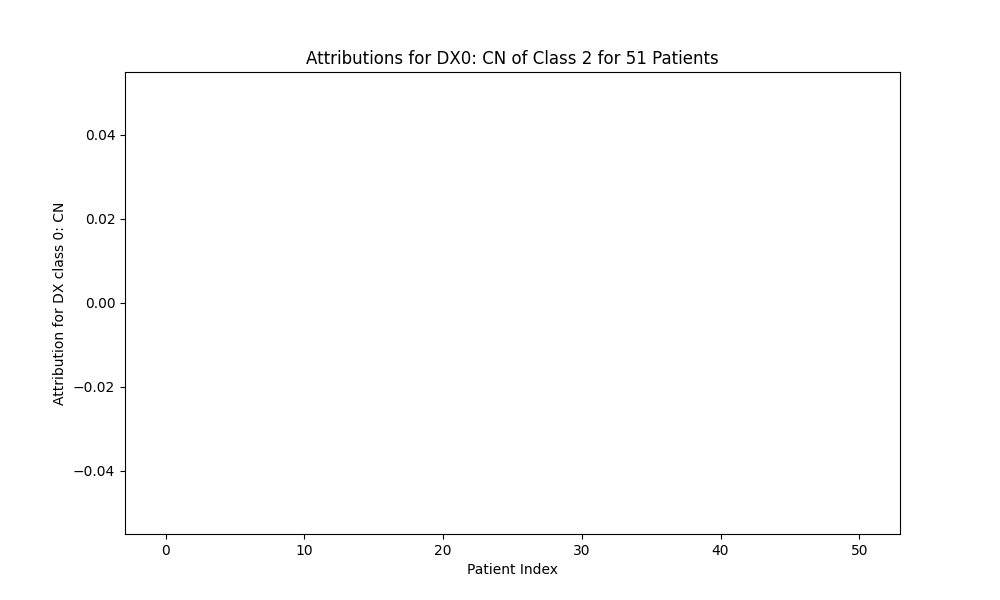 Attributions for DX0: CN of Class 2 for 51 Patients
Attribution for DX class 0: CN
0.04
0.02
0.00
−0.02
−0.04
0 10 20 30 40 50
Patient Index